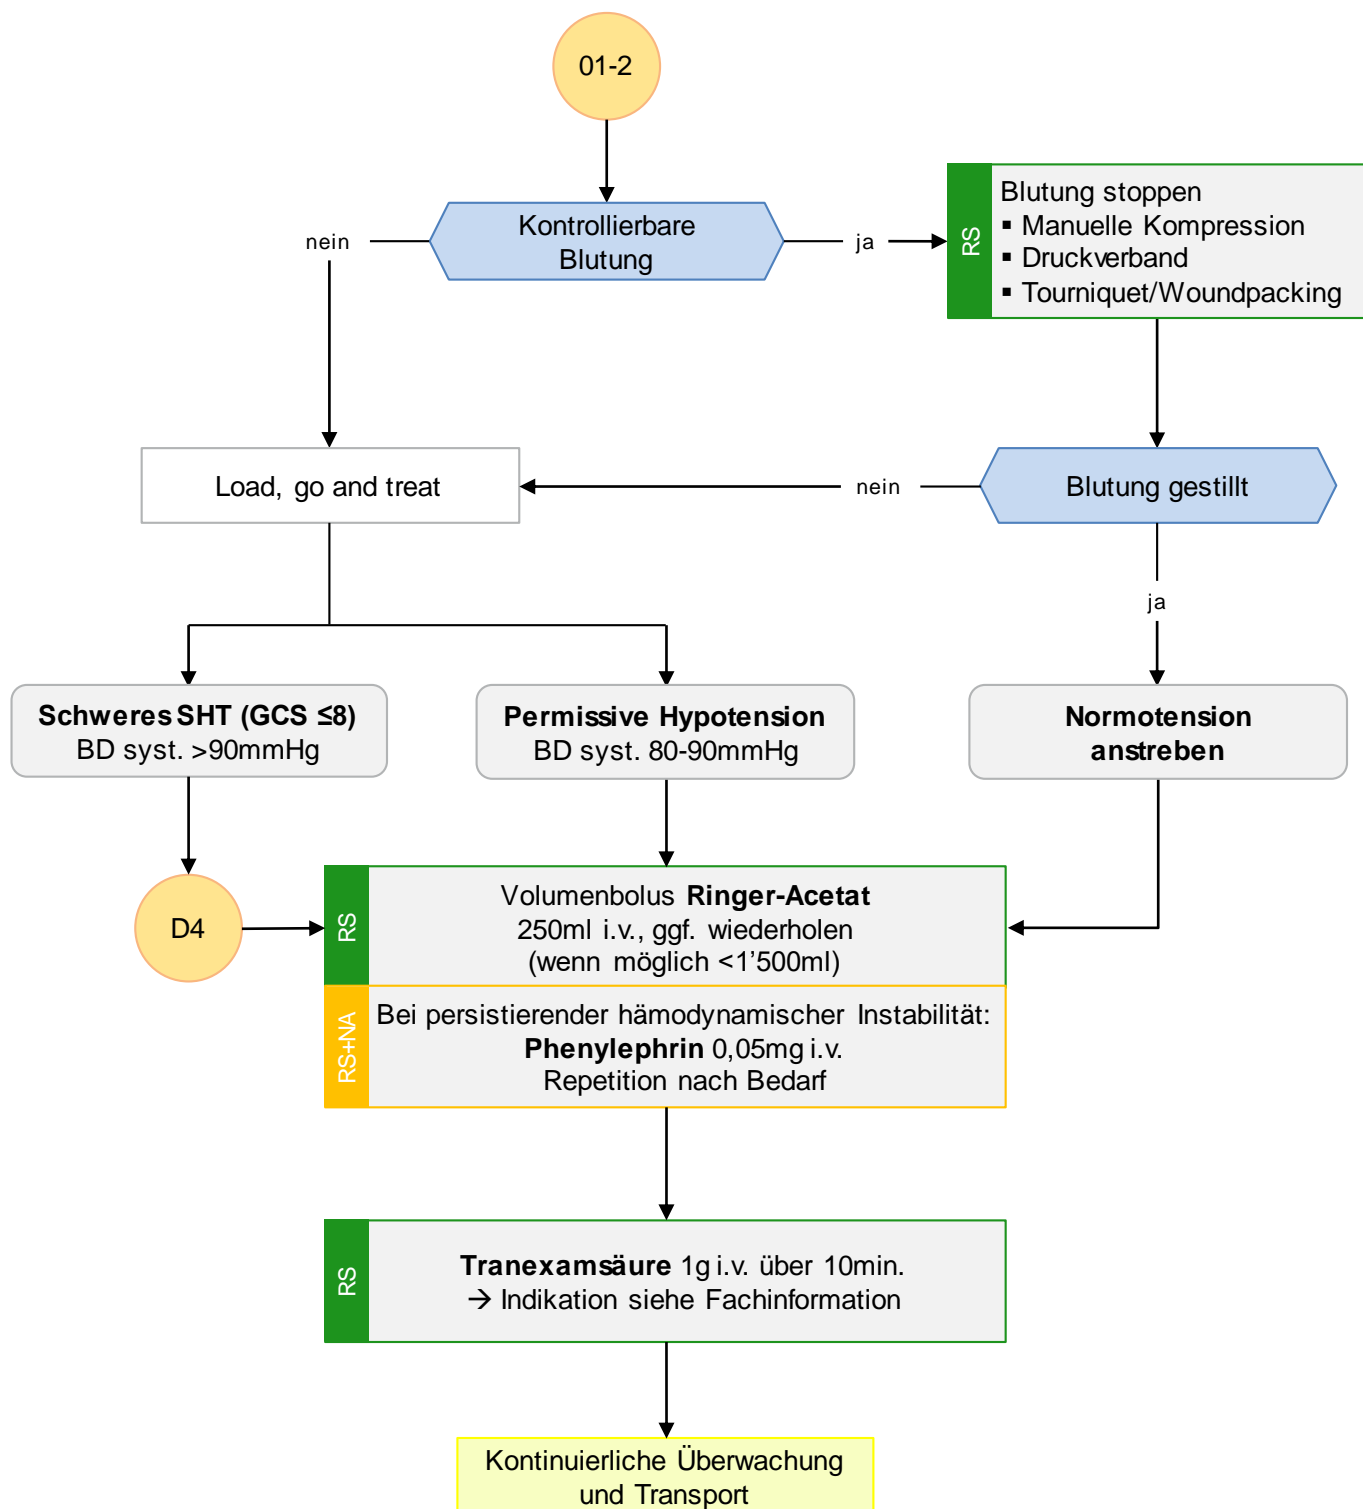 01-2
Kontrollierbare
Blutung
nein
ja
RS
Blutung stoppen
▪ Manuelle Kompression
▪ Druckverband
▪ Tourniquet/Woundpacking
Load, go and treat
nein
Blutung gestillt
ja
Schweres SHT (GCS ≤8)
BD syst. >90mmHg
Permissive Hypotension
BD syst. 80-90mmHg
Normotension
anstreben
D4
RS
Volumenbolus Ringer-Acetat
250ml i.v., ggf. wiederholen
(wenn möglich <1’500ml)
RS+NA
Bei persistierender hämodynamischer Instabilität:
Phenylephrin 0,05mg i.v.
Repetition nach Bedarf
RS
Tranexamsäure 1g i.v. über 10min.
→ Indikation siehe Fachinformation
Kontinuierliche Überwachung
und Transport